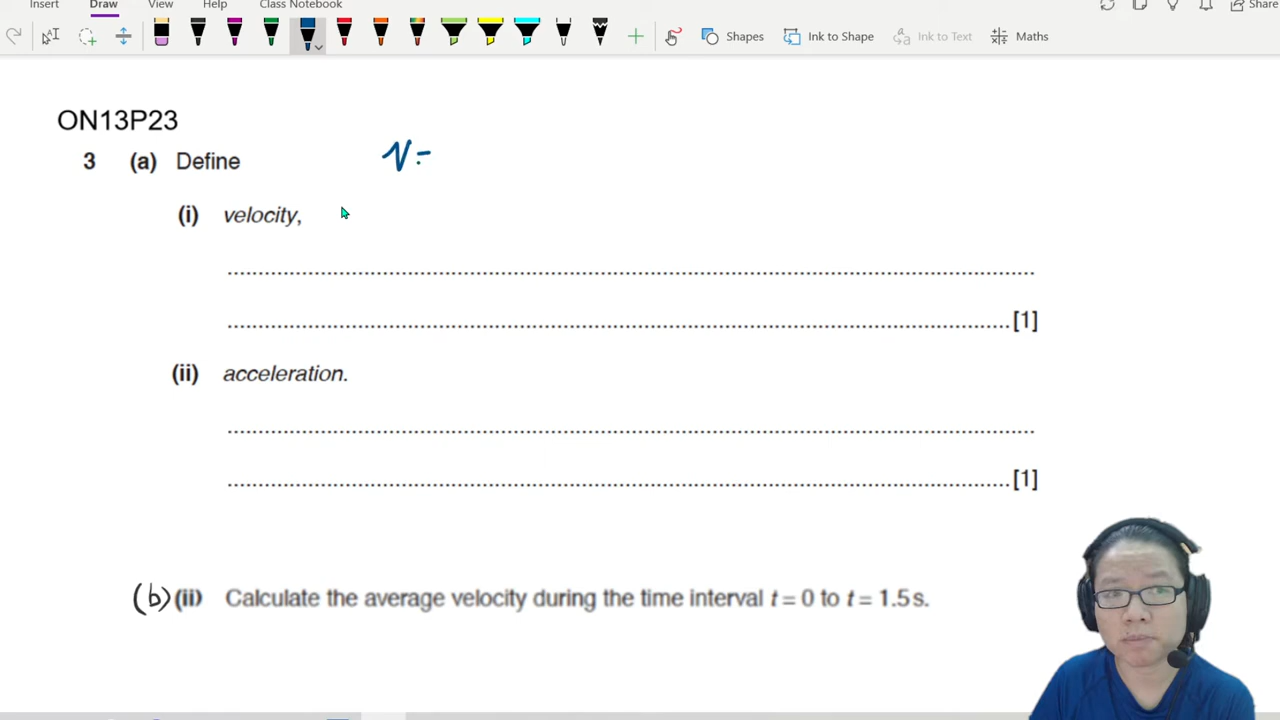 Insert Draw View Help Class Notebook Share
Shapes Ink to Shape Ink to Text Maths
ON13P23
3 (a) Define V =
(i) velocity,
........................................................................................................................
........................................................................................................................ [1]
(ii) acceleration.
........................................................................................................................
........................................................................................................................ [1]
(b) (ii) Calculate the average velocity during the time interval t = 0 to t = 1.5 s.